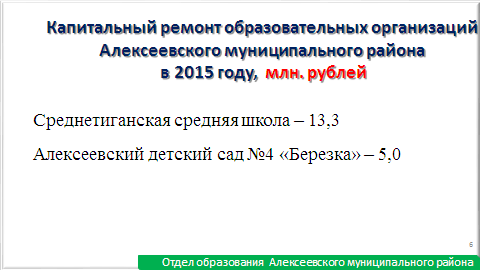 Капитальный ремонт образовательных организаций
Алексеевского муниципального района
в 2015 году, млн. рублей
Среднетиганская средняя школа – 13,3
Алексеевский детский сад №4 «Березка» – 5,0
6
Отдел образования Алексеевского муниципального района